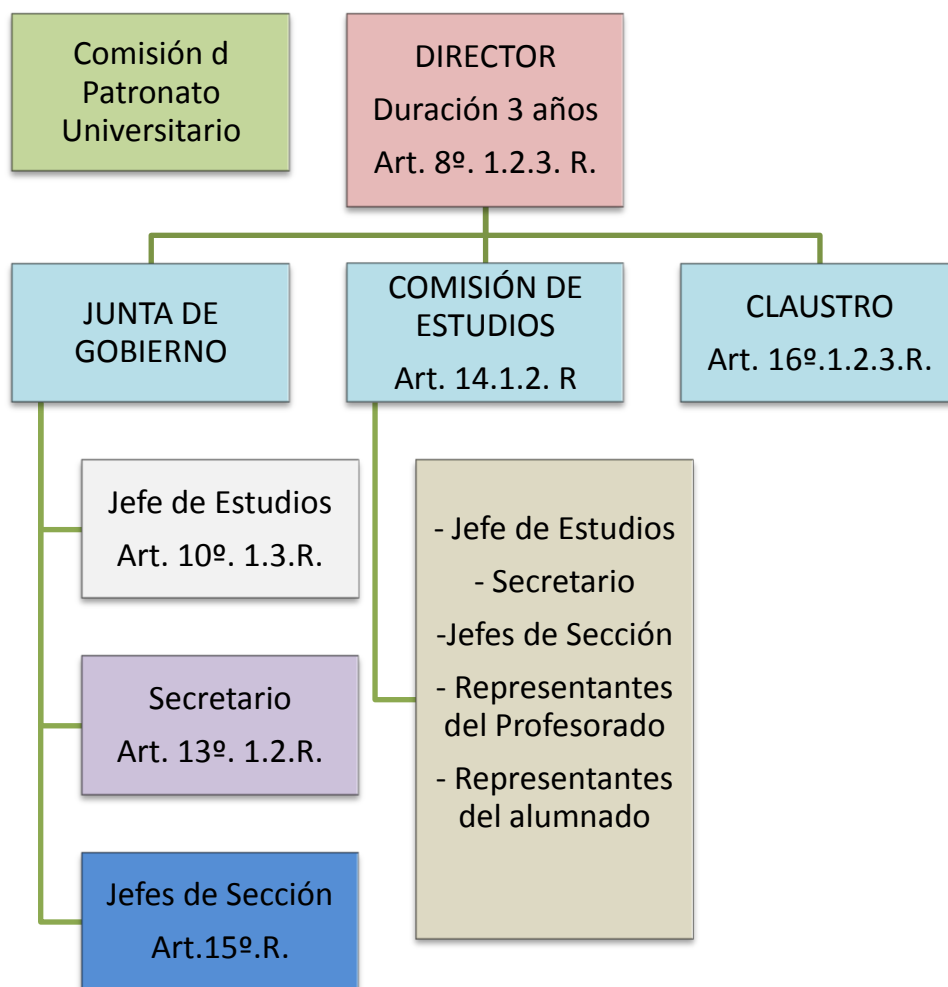 Comisión d
Patronato
Universitario
DIRECTOR
Duración 3 años
Art. 8º. 1.2.3. R.
JUNTA DE
GOBIERNO
COMISIÓN DE
ESTUDIOS
Art. 14.1.2. R
CLAUSTRO
Art. 16º.1.2.3.R.
Jefe de Estudios
Art. 10º. 1.3.R.
Secretario
Art. 13º. 1.2.R.
Jefes de Sección
Art.15º.R.
- Jefe de Estudios
- Secretario
-Jefes de Sección
- Representantes
del Profesorado
- Representantes
del alumnado